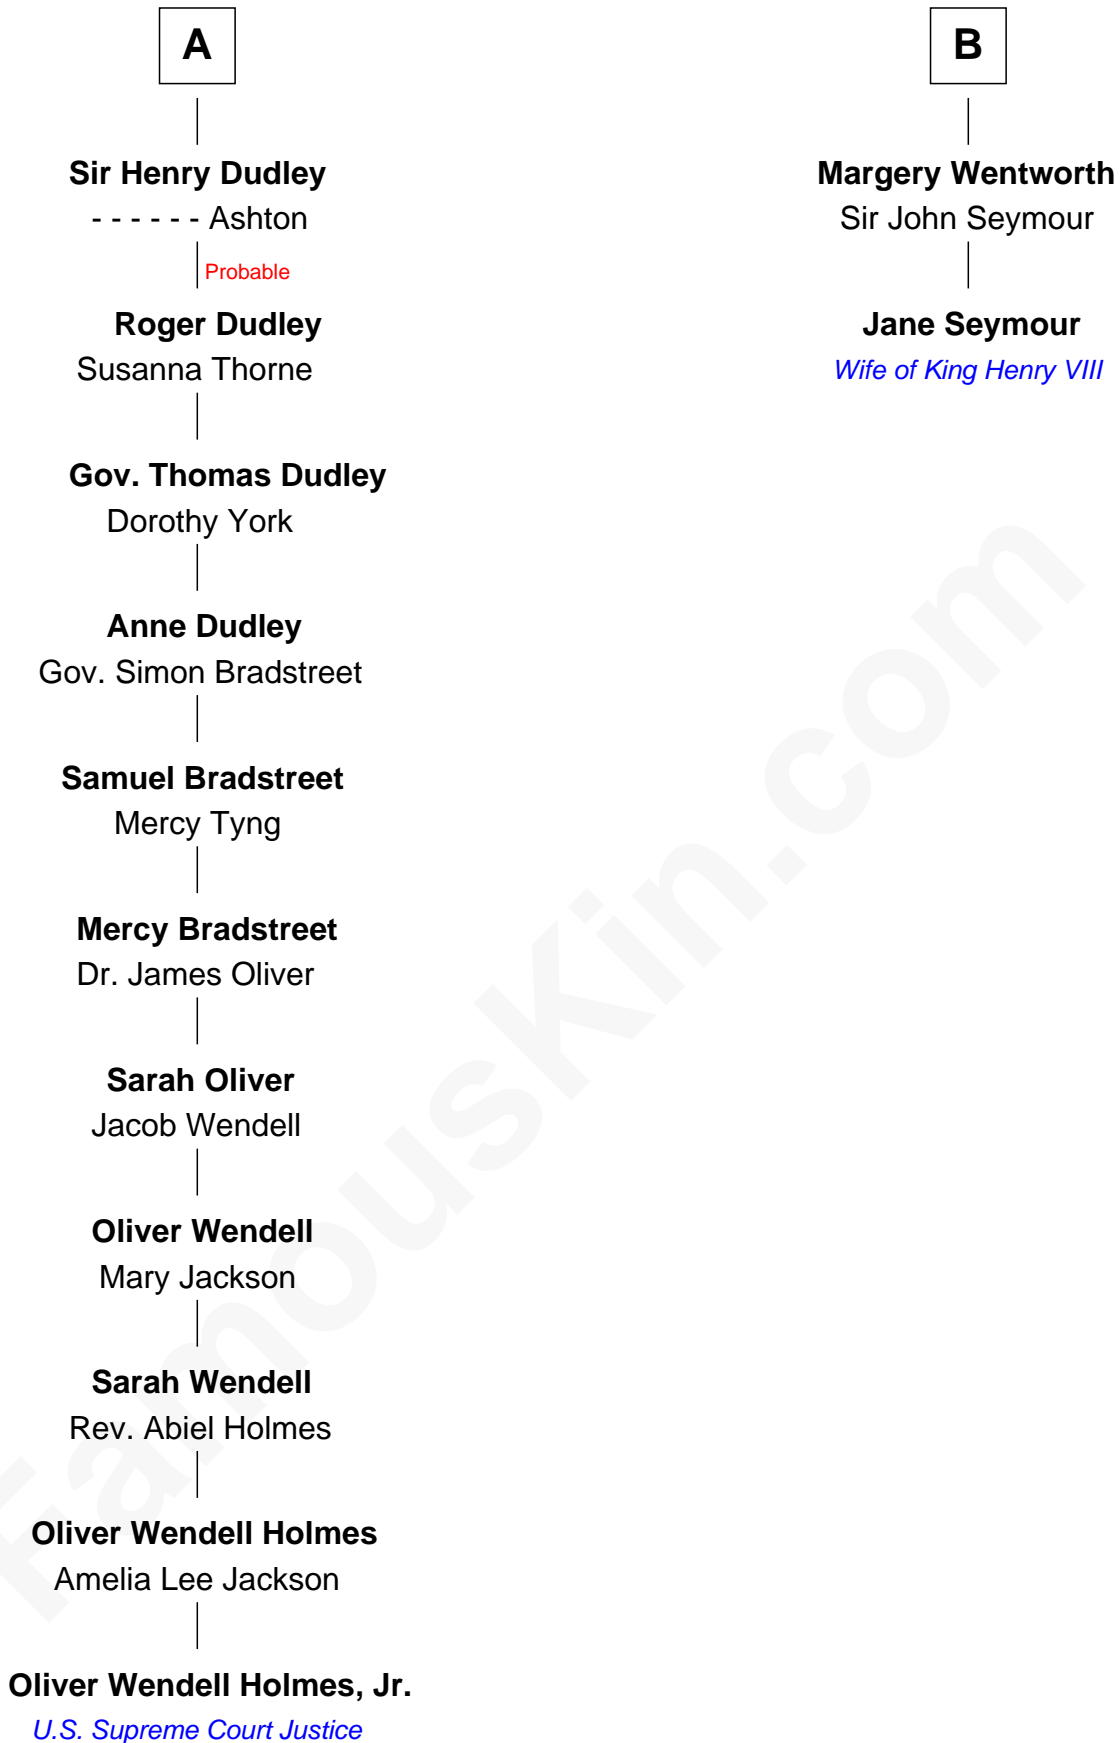 A
Sir Henry Dudley
- - - - - - Ashton
Probable
Roger Dudley
Susanna Thorne
Gov. Thomas Dudley
Dorothy York
Anne Dudley
Gov. Simon Bradstreet
Samuel Bradstreet
Mercy Tyng
Mercy Bradstreet
Dr. James Oliver
Sarah Oliver
Jacob Wendell
Oliver Wendell
Mary Jackson
Sarah Wendell
Rev. Abiel Holmes
Oliver Wendell Holmes
Amelia Lee Jackson
Oliver Wendell Holmes, Jr.
U.S. Supreme Court Justice
B
Margery Wentworth
Sir John Seymour
Jane Seymour
Wife of King Henry VIII
FamousKin.com